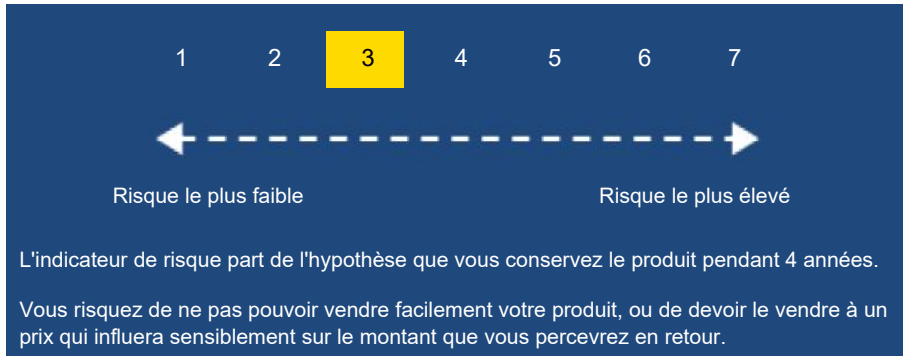 1 2 3 4 5 6 7
Risque le plus faible Risque le plus élevé
L'indicateur de risque part de l'hypothèse que vous conservez le produit pendant 4 années.
Vous risquez de ne pas pouvoir vendre facilement votre produit, ou de devoir le vendre à un
prix qui influera sensiblement sur le montant que vous percevrez en retour.